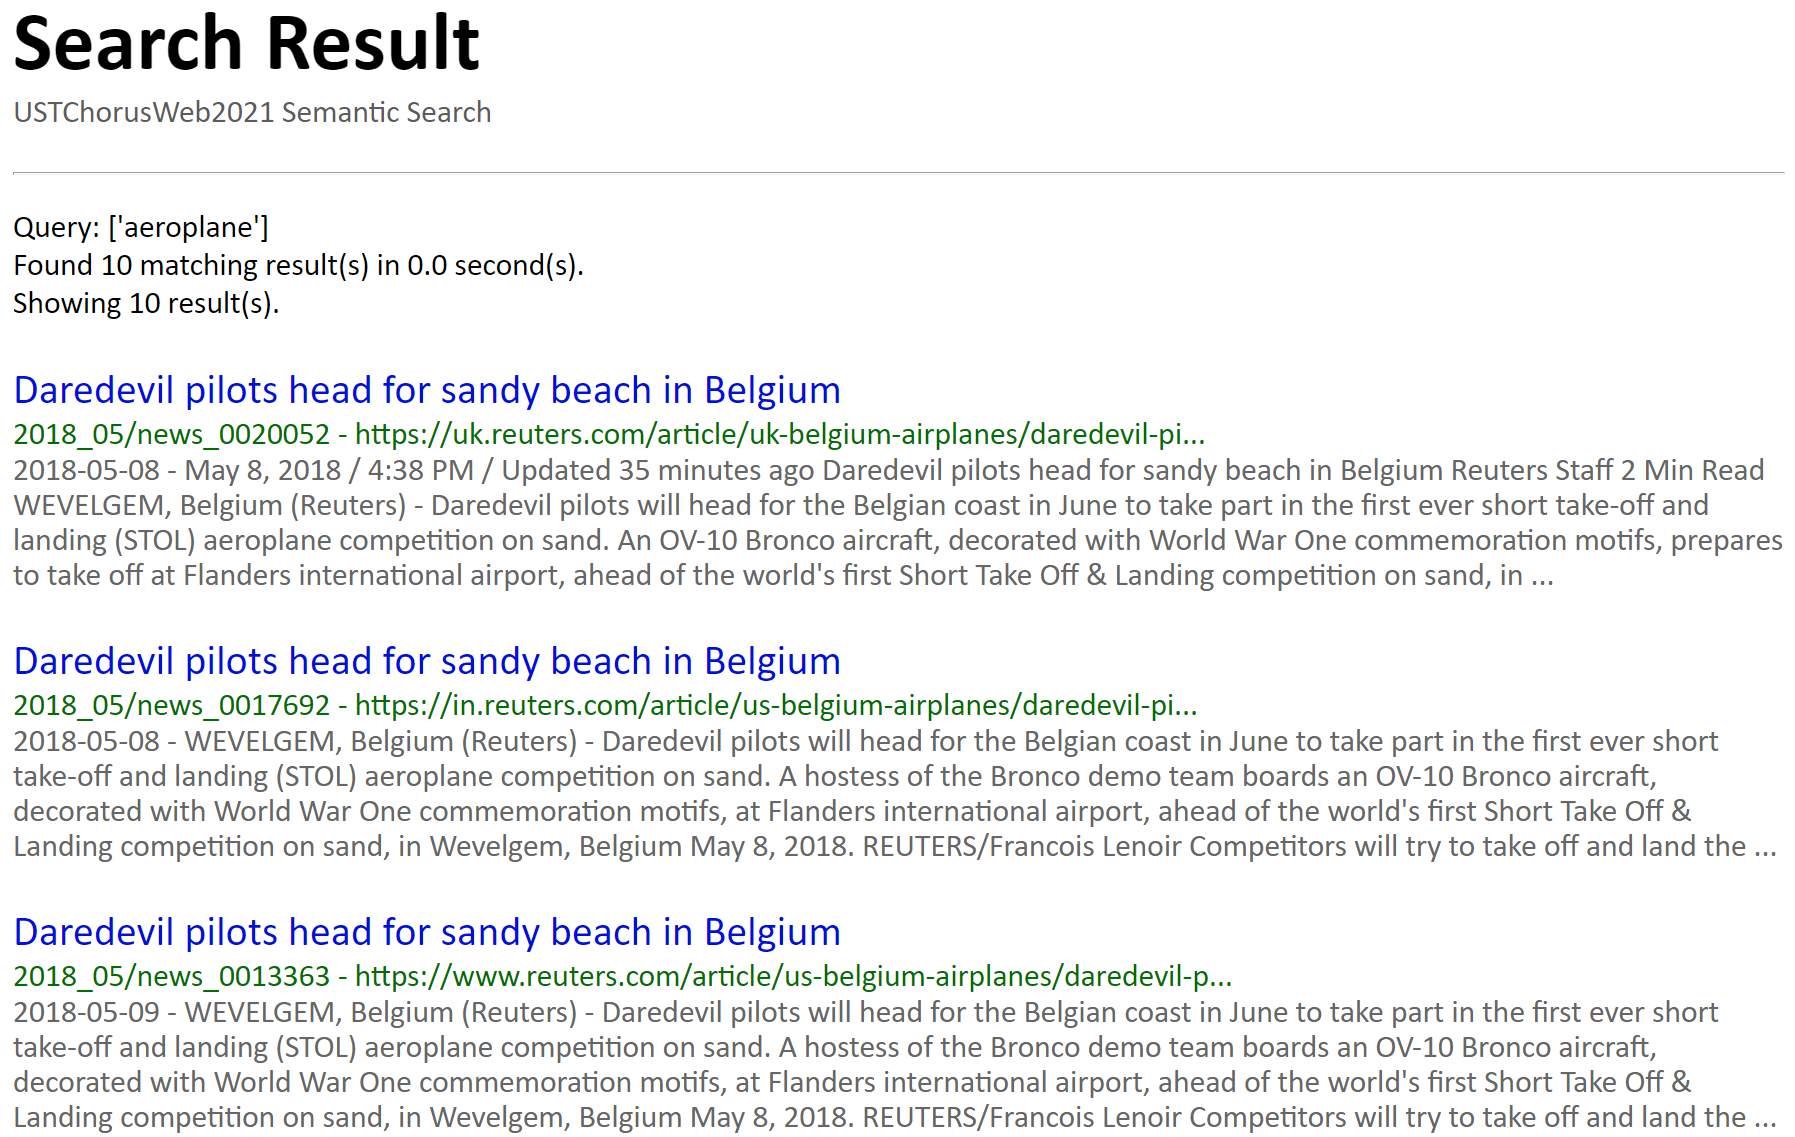 Search Result
USTChorusWeb2021 Semantic Search
Query: ['aeroplane']
Found 10 matching result(s) in 0.0 second(s).
Showing 10 result(s).
Daredevil pilots head for sandy beach in Belgium
2018_05/news_0020052 - https://uk.reuters.com/article/uk-belgium-airplanes/daredevil-pi...
2018-05-08 - May 8, 2018 / 4:38 PM / Updated 35 minutes ago Daredevil pilots head for sandy beach in Belgium Reuters Staff 2 Min Read
WEVELGEM, Belgium (Reuters) - Daredevil pilots will head for the Belgian coast in June to take part in the first ever short take-off and
landing (STOL) aeroplane competition on sand. An OV-10 Bronco aircraft, decorated with World War One commemoration motifs, prepares
to take off at Flanders international airport, ahead of the world's first Short Take Off & Landing competition on sand, in ...
Daredevil pilots head for sandy beach in Belgium
2018_05/news_0017692 - https://in.reuters.com/article/us-belgium-airplanes/daredevil-pi...
2018-05-08 - WEVELGEM, Belgium (Reuters) - Daredevil pilots will head for the Belgian coast in June to take part in the first ever short
take-off and landing (STOL) aeroplane competition on sand. A hostess of the Bronco demo team boards an OV-10 Bronco aircraft,
decorated with World War One commemoration motifs, at Flanders international airport, ahead of the world's first Short Take Off &
Landing competition on sand, in Wevelgem, Belgium May 8, 2018. REUTERS/Francois Lenoir Competitors will try to take off and land the ...
Daredevil pilots head for sandy beach in Belgium
2018_05/news_0013363 - https://www.reuters.com/article/us-belgium-airplanes/daredevil-p...
2018-05-09 - WEVELGEM, Belgium (Reuters) - Daredevil pilots will head for the Belgian coast in June to take part in the first ever short
take-off and landing (STOL) aeroplane competition on sand. A hostess of the Bronco demo team boards an OV-10 Bronco aircraft,
decorated with World War One commemoration motifs, at Flanders international airport, ahead of the world's first Short Take Off &
Landing competition on sand, in Wevelgem, Belgium May 8, 2018. REUTERS/Francois Lenoir Competitors will try to take off and land the ...